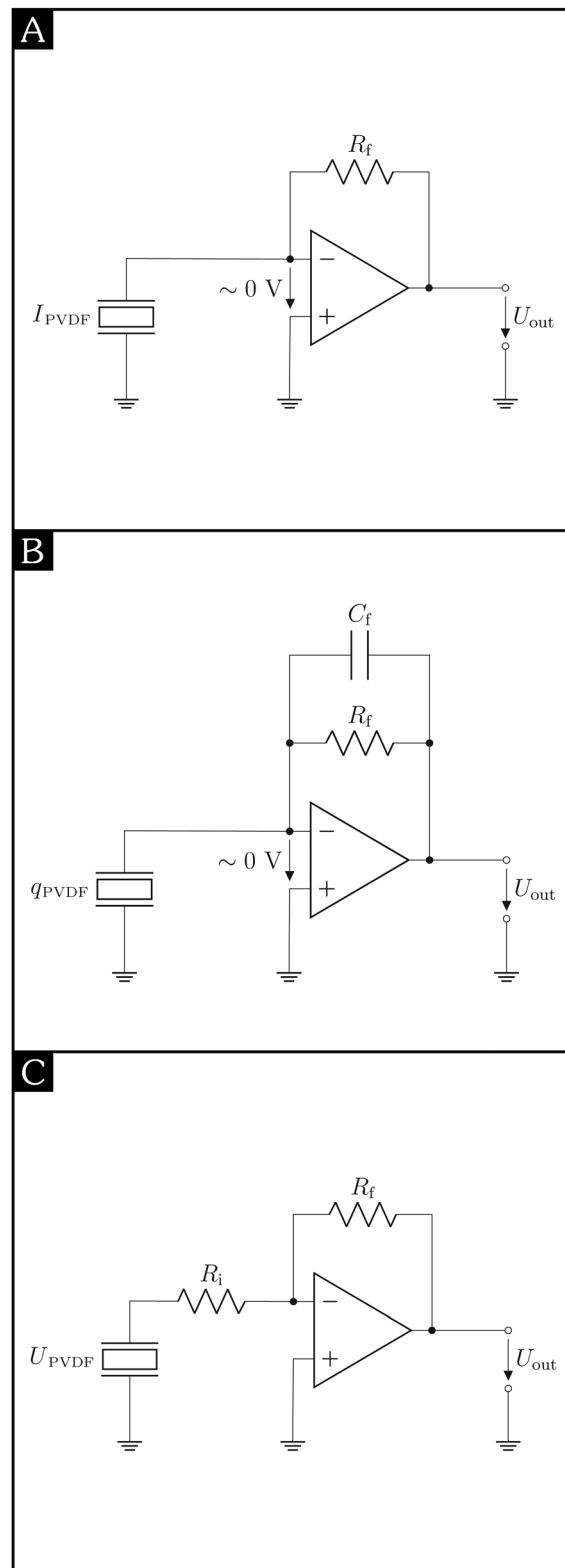 A
R_f
−
∼ 0 V
+
I_PVDF
U_out
B
C_f
R_f
−
∼ 0 V
+
q_PVDF
U_out
C
R_f
R_i
−
+
U_PVDF
U_out